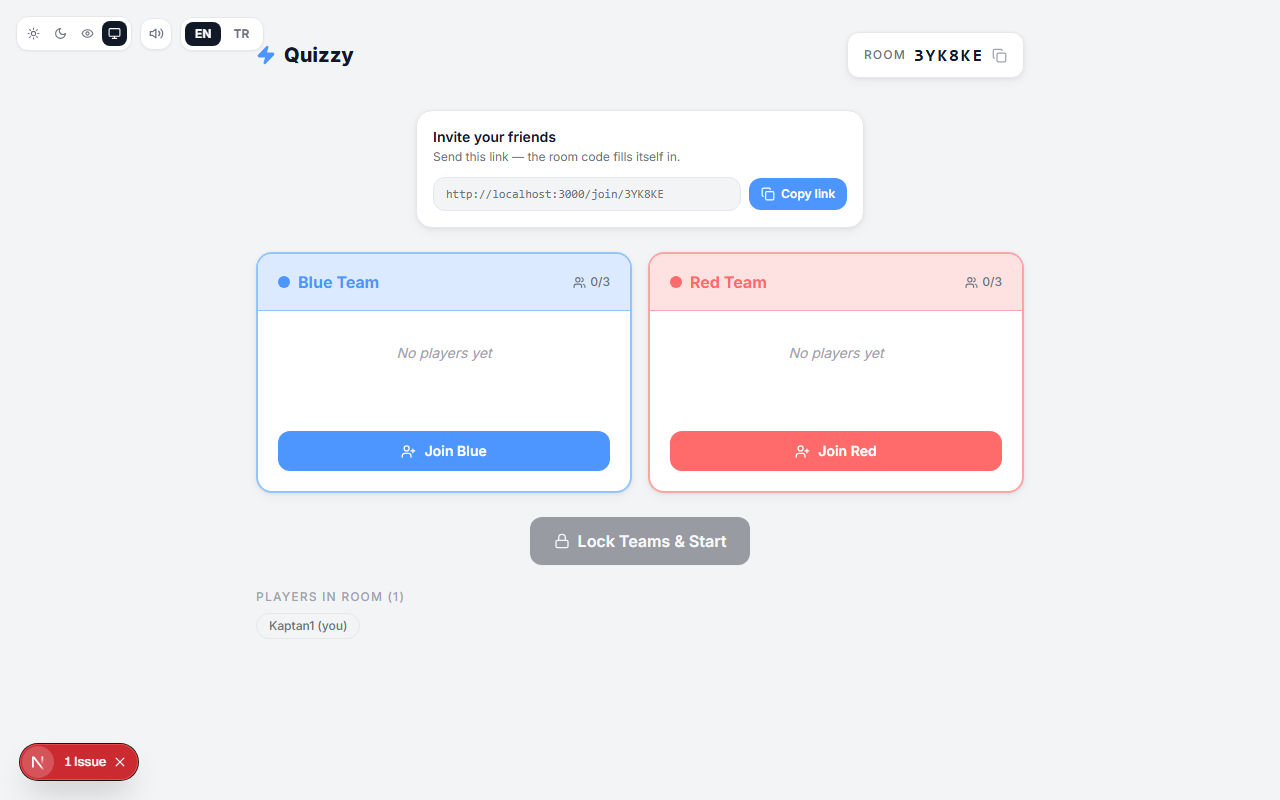 EN TR
Quizzy
ROOM 3YK8KE
Invite your friends
Send this link — the room code fills itself in.
http://localhost:3000/join/3YK8KE
Copy link
Blue Team 0/3
No players yet
Join Blue
Red Team 0/3
No players yet
Join Red
Lock Teams & Start
PLAYERS IN ROOM (1)
Kaptan1 (you)
N 1 Issue